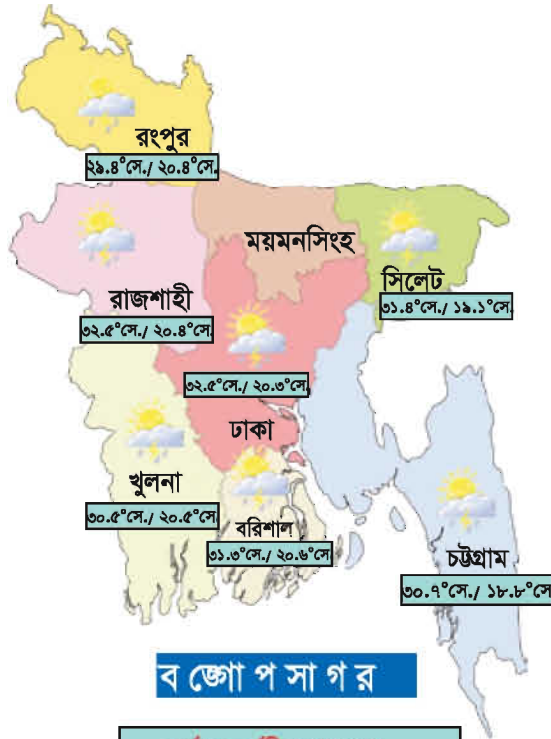 রংপুর
২৯.৪°সে./ ২০.৪°সে.
ময়মনসিংহ
রাজশাহী
৩২.৫°সে./ ২০.৪°সে.
সিলেট
৩১.৪°সে./ ১৯.১°সে.
৩২.৫°সে./ ২০.৩°সে.
ঢাকা
খুলনা
৩০.৫°সে./ ২০.৫°সে.
বরিশাল
৩১.৩°সে./ ২০.৬°সে.
চট্টগ্রাম
৩০.৭°সে./ ১৮.৮°সে.
ব ঙ্গো প সা গ র